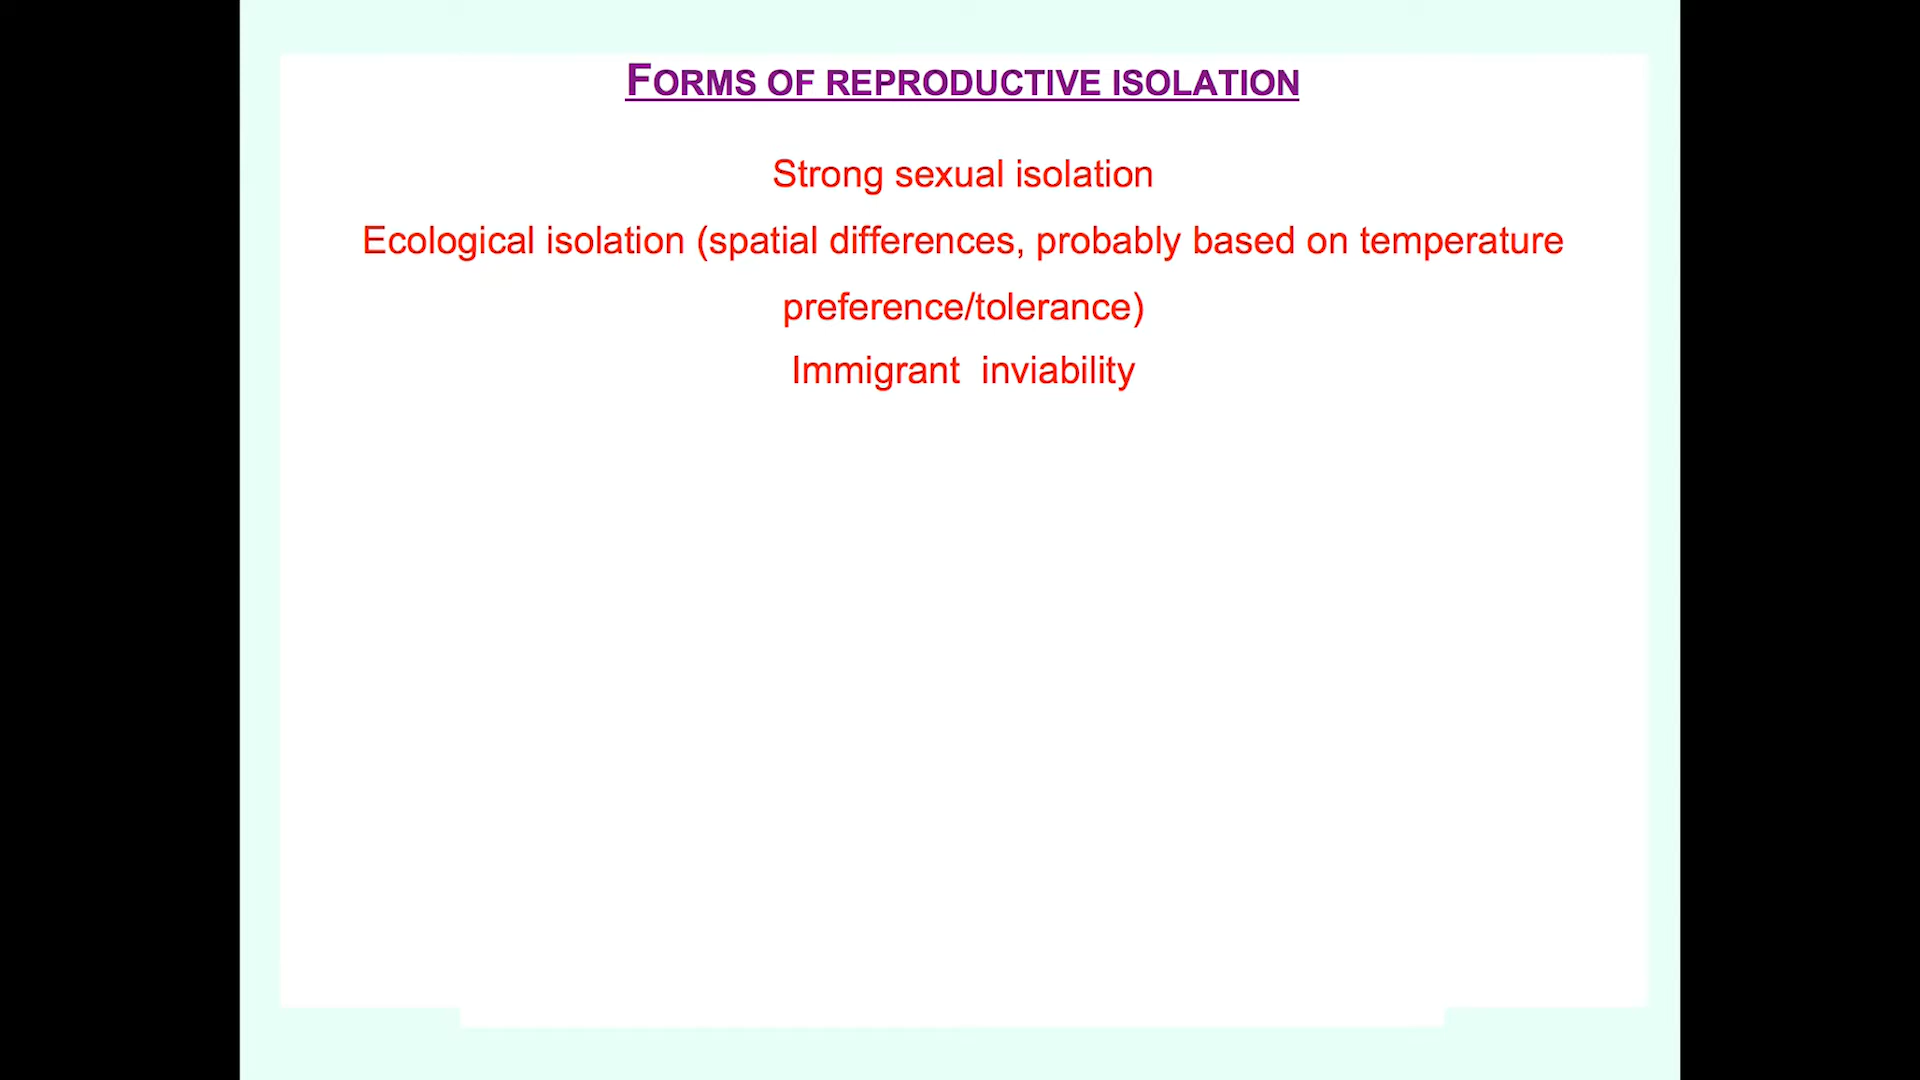 FORMS OF REPRODUCTIVE ISOLATION
Strong sexual isolation
Ecological isolation (spatial differences, probably based on temperature
preference/tolerance)
Immigrant  inviability